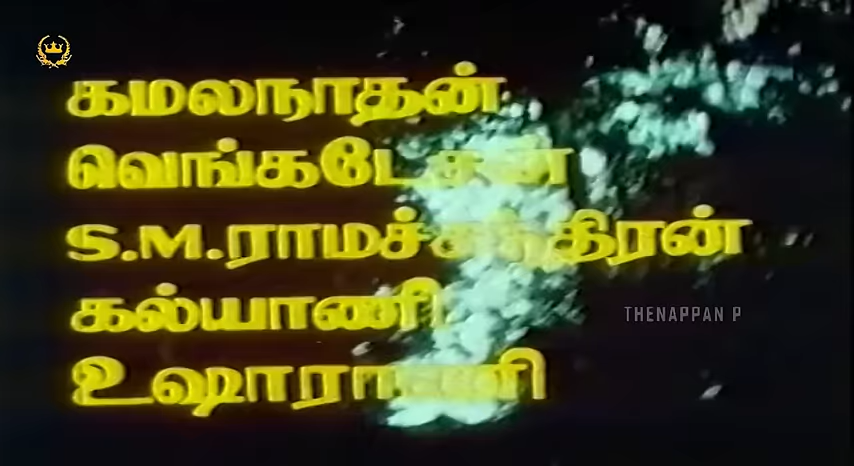 கமலநாதன்
வெங்கடேசன்
S.M.ராமச்சந்திரன்
கல்யாணி
THENAPPAN P
உஷாராணி